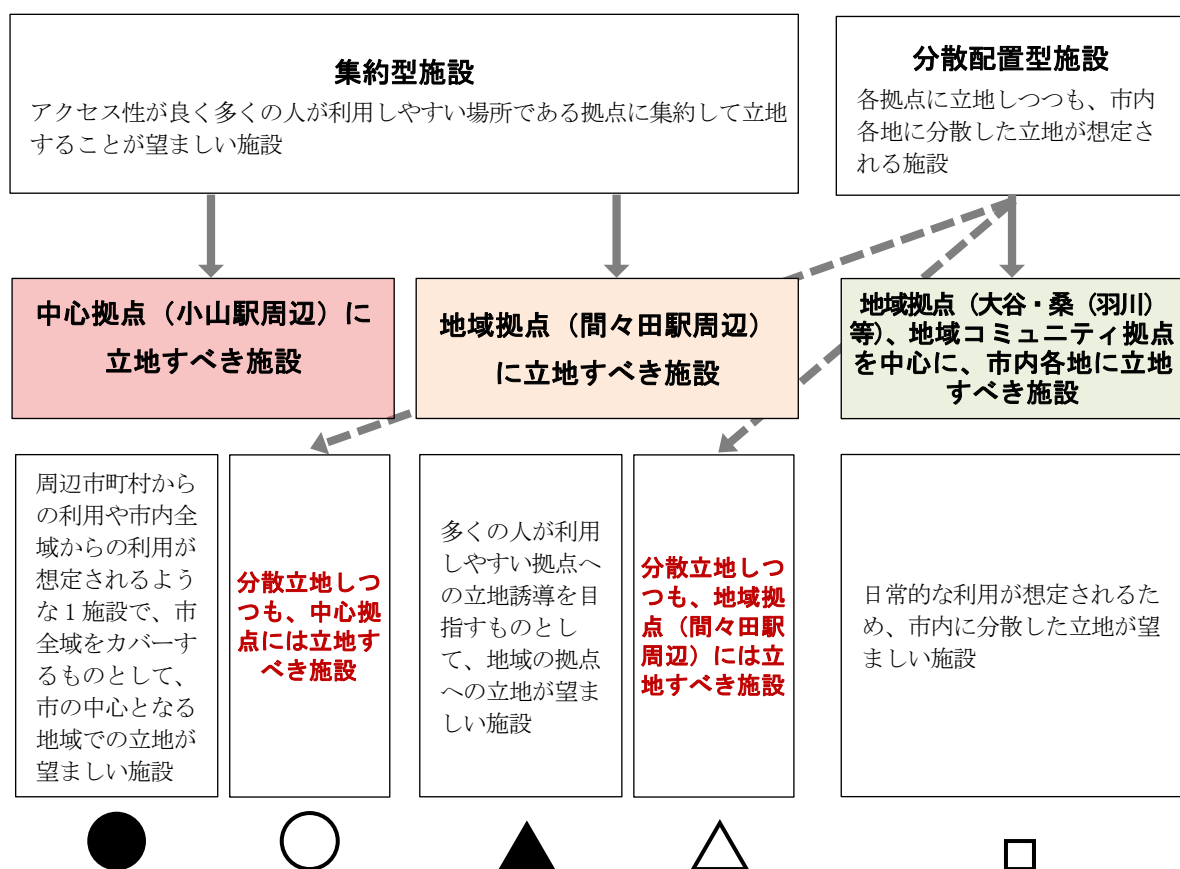 集約型施設
アクセス性が良く多くの人が利用しやすい場所である拠点に集約して立地
することが望ましい施設
分散配置型施設
各拠点に立地しつつも、市内
各地に分散した立地が想定さ
れる施設
中心拠点（小山駅周辺）に
立地すべき施設
地域拠点（間々田駅周辺）
に立地すべき施設
地域拠点（大谷・桑（羽川）
等）、地域コミュニティ拠点
を中心に、市内各地に立地
すべき施設
周辺市町村から
の利用や市内全
域からの利用が
想定されるよう
な１施設で、市
全域をカバーす
るものとして、
市の中心となる
地域での立地が
望ましい施設
分散立地しつ
つも、中心拠
点には立地す
べき施設
多くの人が利用
しやすい拠点へ
の立地誘導を目
指すものとし
て、地域の拠点
への立地が望ま
しい施設
分散立地しつ
つも、地域拠
点（間々田駅
周辺）には立
地すべき施設
日常的な利用が想定されるた
め、市内に分散した立地が望
ましい施設